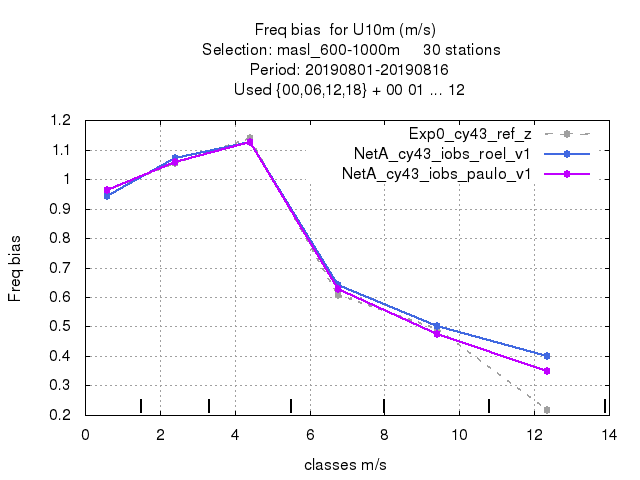 Freq bias  for U10m (m/s)
Selection: masl_600-1000m     30 stations
Period: 20190801-20190816
Used {00,06,12,18} + 00 01 ... 12
Exp0_cy43_ref_z
NetA_cy43_iobs_roel_v1
NetA_cy43_iobs_paulo_v1
1.2
1.1
1
0.9
0.8
0.7
0.6
0.5
0.4
0.3
0.2
Freq bias
0 2 4 6 8 10 12 14
classes m/s